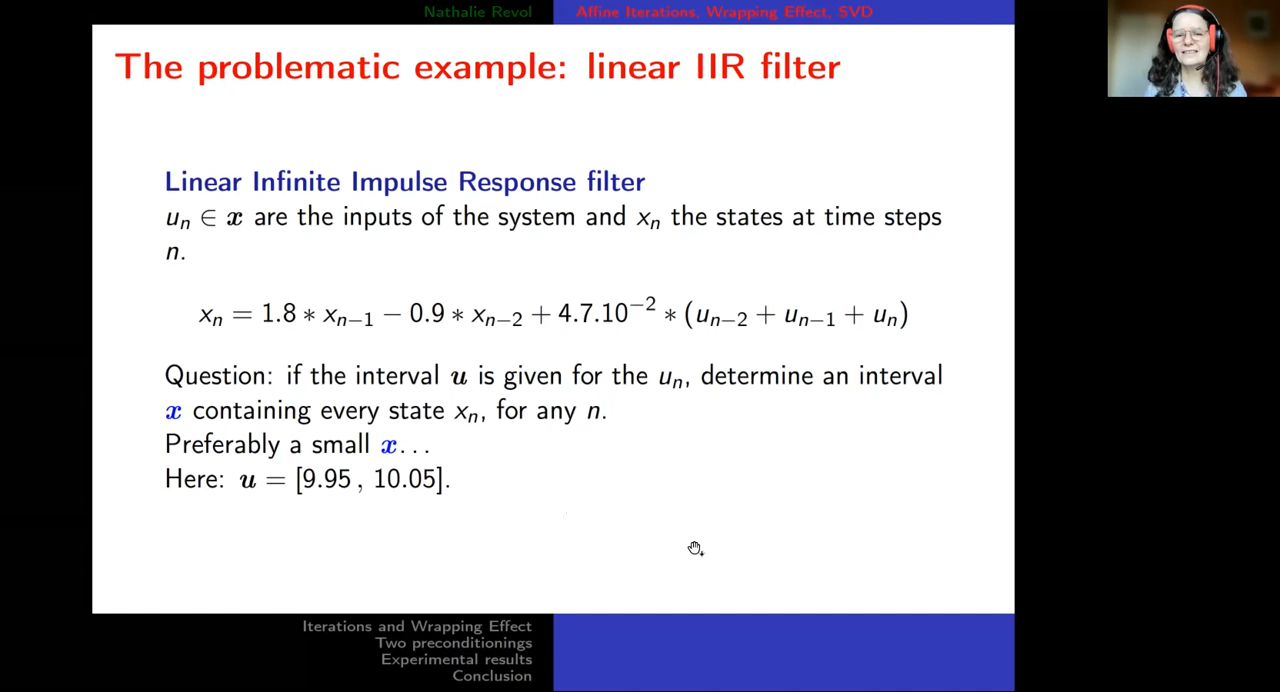 Nathalie Revol
Affine Iterations, Wrapping Effect, SVD
The problematic example: linear IIR filter
Linear Infinite Impulse Response filter
uₙ ∈ x are the inputs of the system and xₙ the states at time steps
n.
xₙ = 1.8 ∗ xₙ₋₁ − 0.9 ∗ xₙ₋₂ + 4.7.10⁻² ∗ (uₙ₋₂ + uₙ₋₁ + uₙ)
Question: if the interval u is given for the uₙ, determine an interval
x containing every state xₙ, for any n.
Preferably a small x...
Here: u = [9.95 , 10.05].
Iterations and Wrapping Effect
Two preconditionings
Experimental results
Conclusion